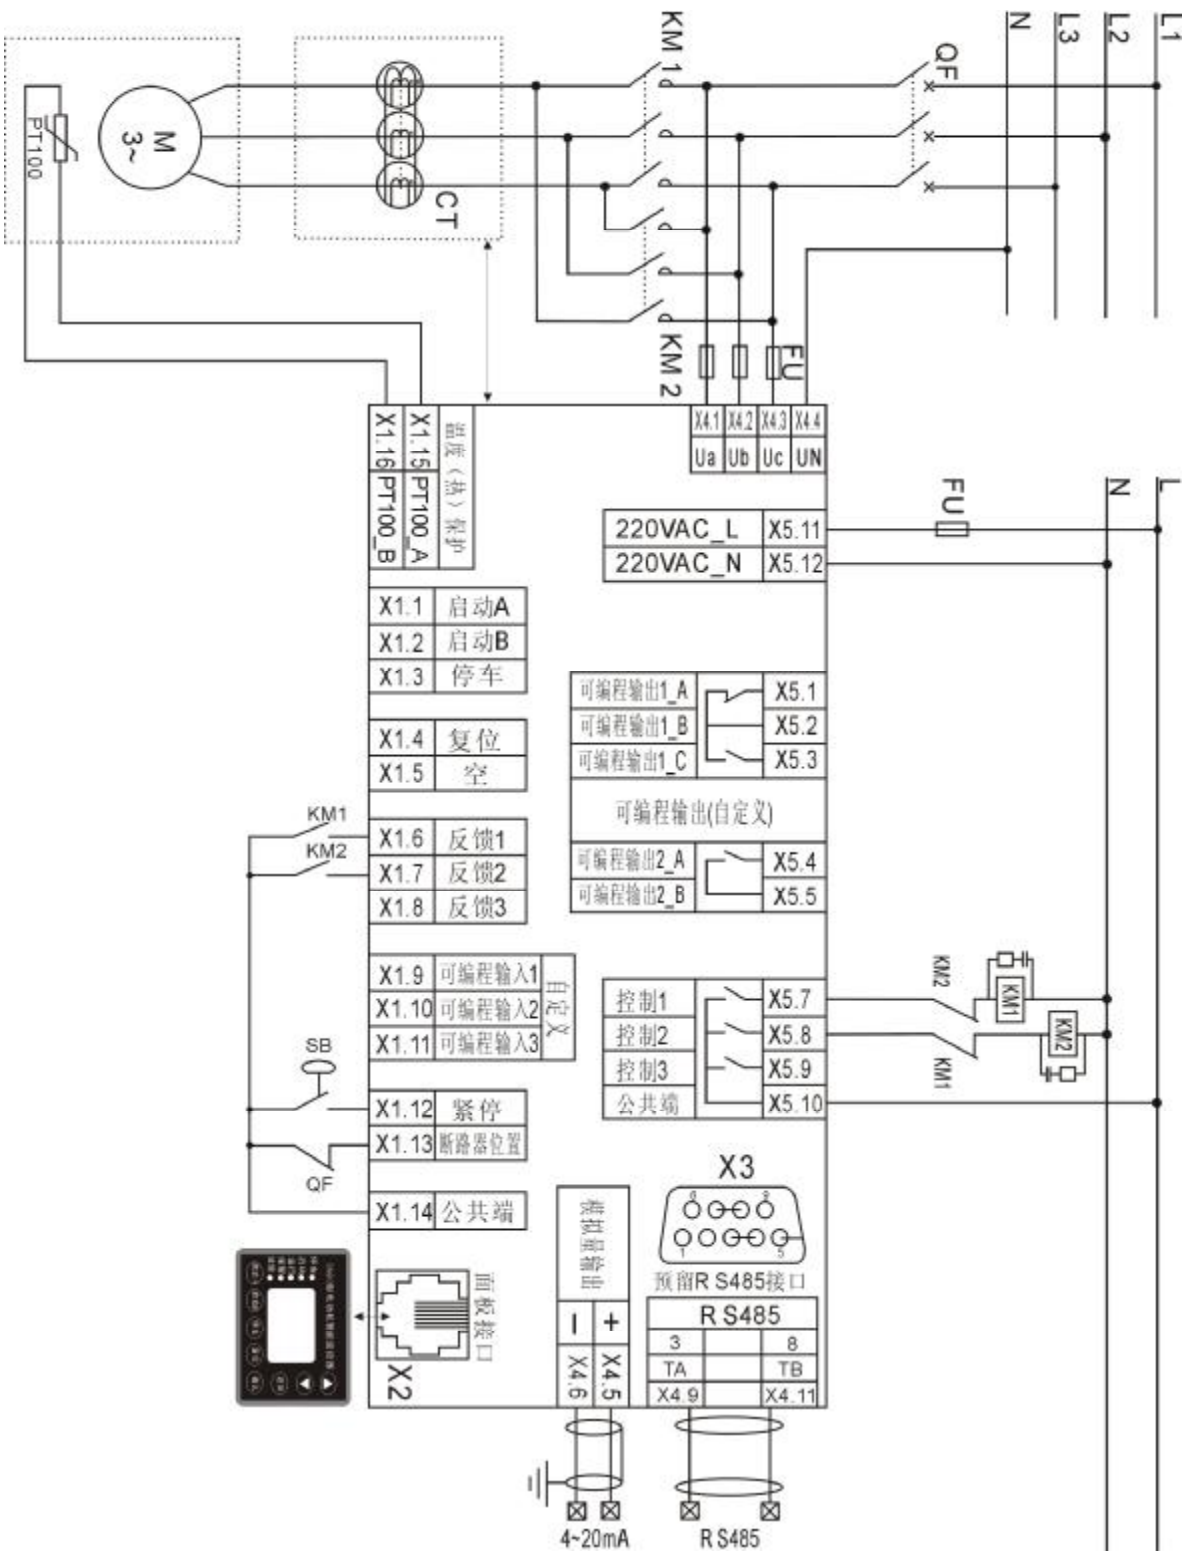 KM 1
QF
N
L3
L2
L1
PT100
M
3~
CT
KM 2
FU
X4.1
X4.2
X4.3
X4.4
Ua
Ub
Uc
UN
X1.16
PT100_B
X1.15
PT100_A
温度（热）保护
FU
N
L
220VAC_L X5.11
220VAC_N X5.12
X1.1 启动A
X1.2 启动B
X1.3 停车
X1.4 复位
X1.5 空
KM1
X1.6 反馈1
KM2
X1.7 反馈2
X1.8 反馈3
可编程输出1_A X5.1
可编程输出1_B X5.2
可编程输出1_C X5.3
可编程输出(自定义)
可编程输出2_A X5.4
可编程输出2_B X5.5
X1.9 可编程输入1
X1.10 可编程输入2
X1.11 可编程输入3
自定义
控制1 X5.7
控制2 X5.8
控制3 X5.9
公共端 X5.10
KM2
KM1
KM1
KM2
SB
X1.12 紧停
X1.13 断路器位置
QF
X1.14 公共端
X3
6 9
1 5
预留RS485接口
RS485
3 8
TA TB
X4.9 X4.11
模拟量输出
− +
X4.6 X4.5
面板接口
X2
4~20mA
RS485